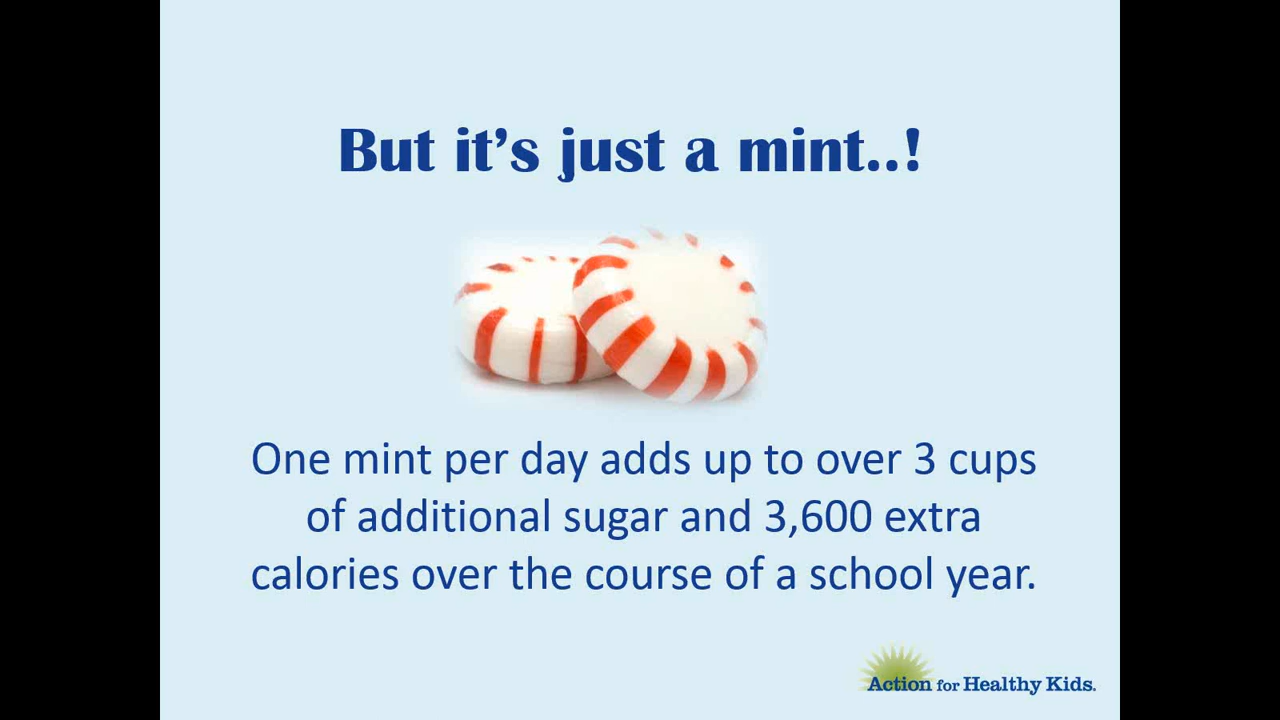 But it's just a mint..!
One mint per day adds up to over 3 cups
of additional sugar and 3,600 extra
calories over the course of a school year.
Action for Healthy Kids.